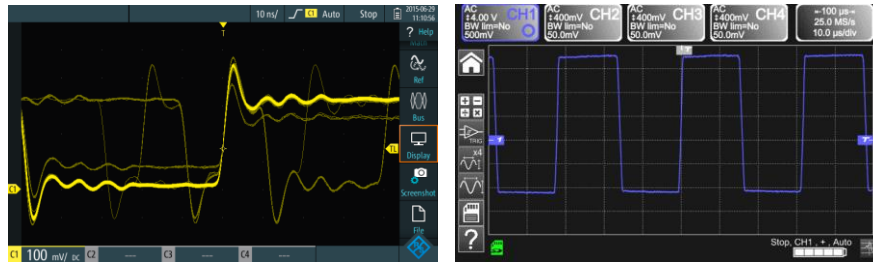 10 ns/ C1 Auto Stop 2015-06-29
11:10:56
T
? Help
Math
Ref
Bus
TL
Display
C1
Screenshot
File
C1 100 mV/ DC C2 ---- C3 ---- C4 ----
AC
↕4.00 V CH1
BW lim=No
500mV
AC
↕400mV CH2
BW lim=No
50.0mV
AC
↕400mV CH3
BW lim=No
50.0mV
AC
↕400mV CH4
BW lim=No
50.0mV
←100 µs→
25.0 MS/s
10.0 µs/div
T
TRIG
T
x4
?
Stop, CH1 , + , Auto